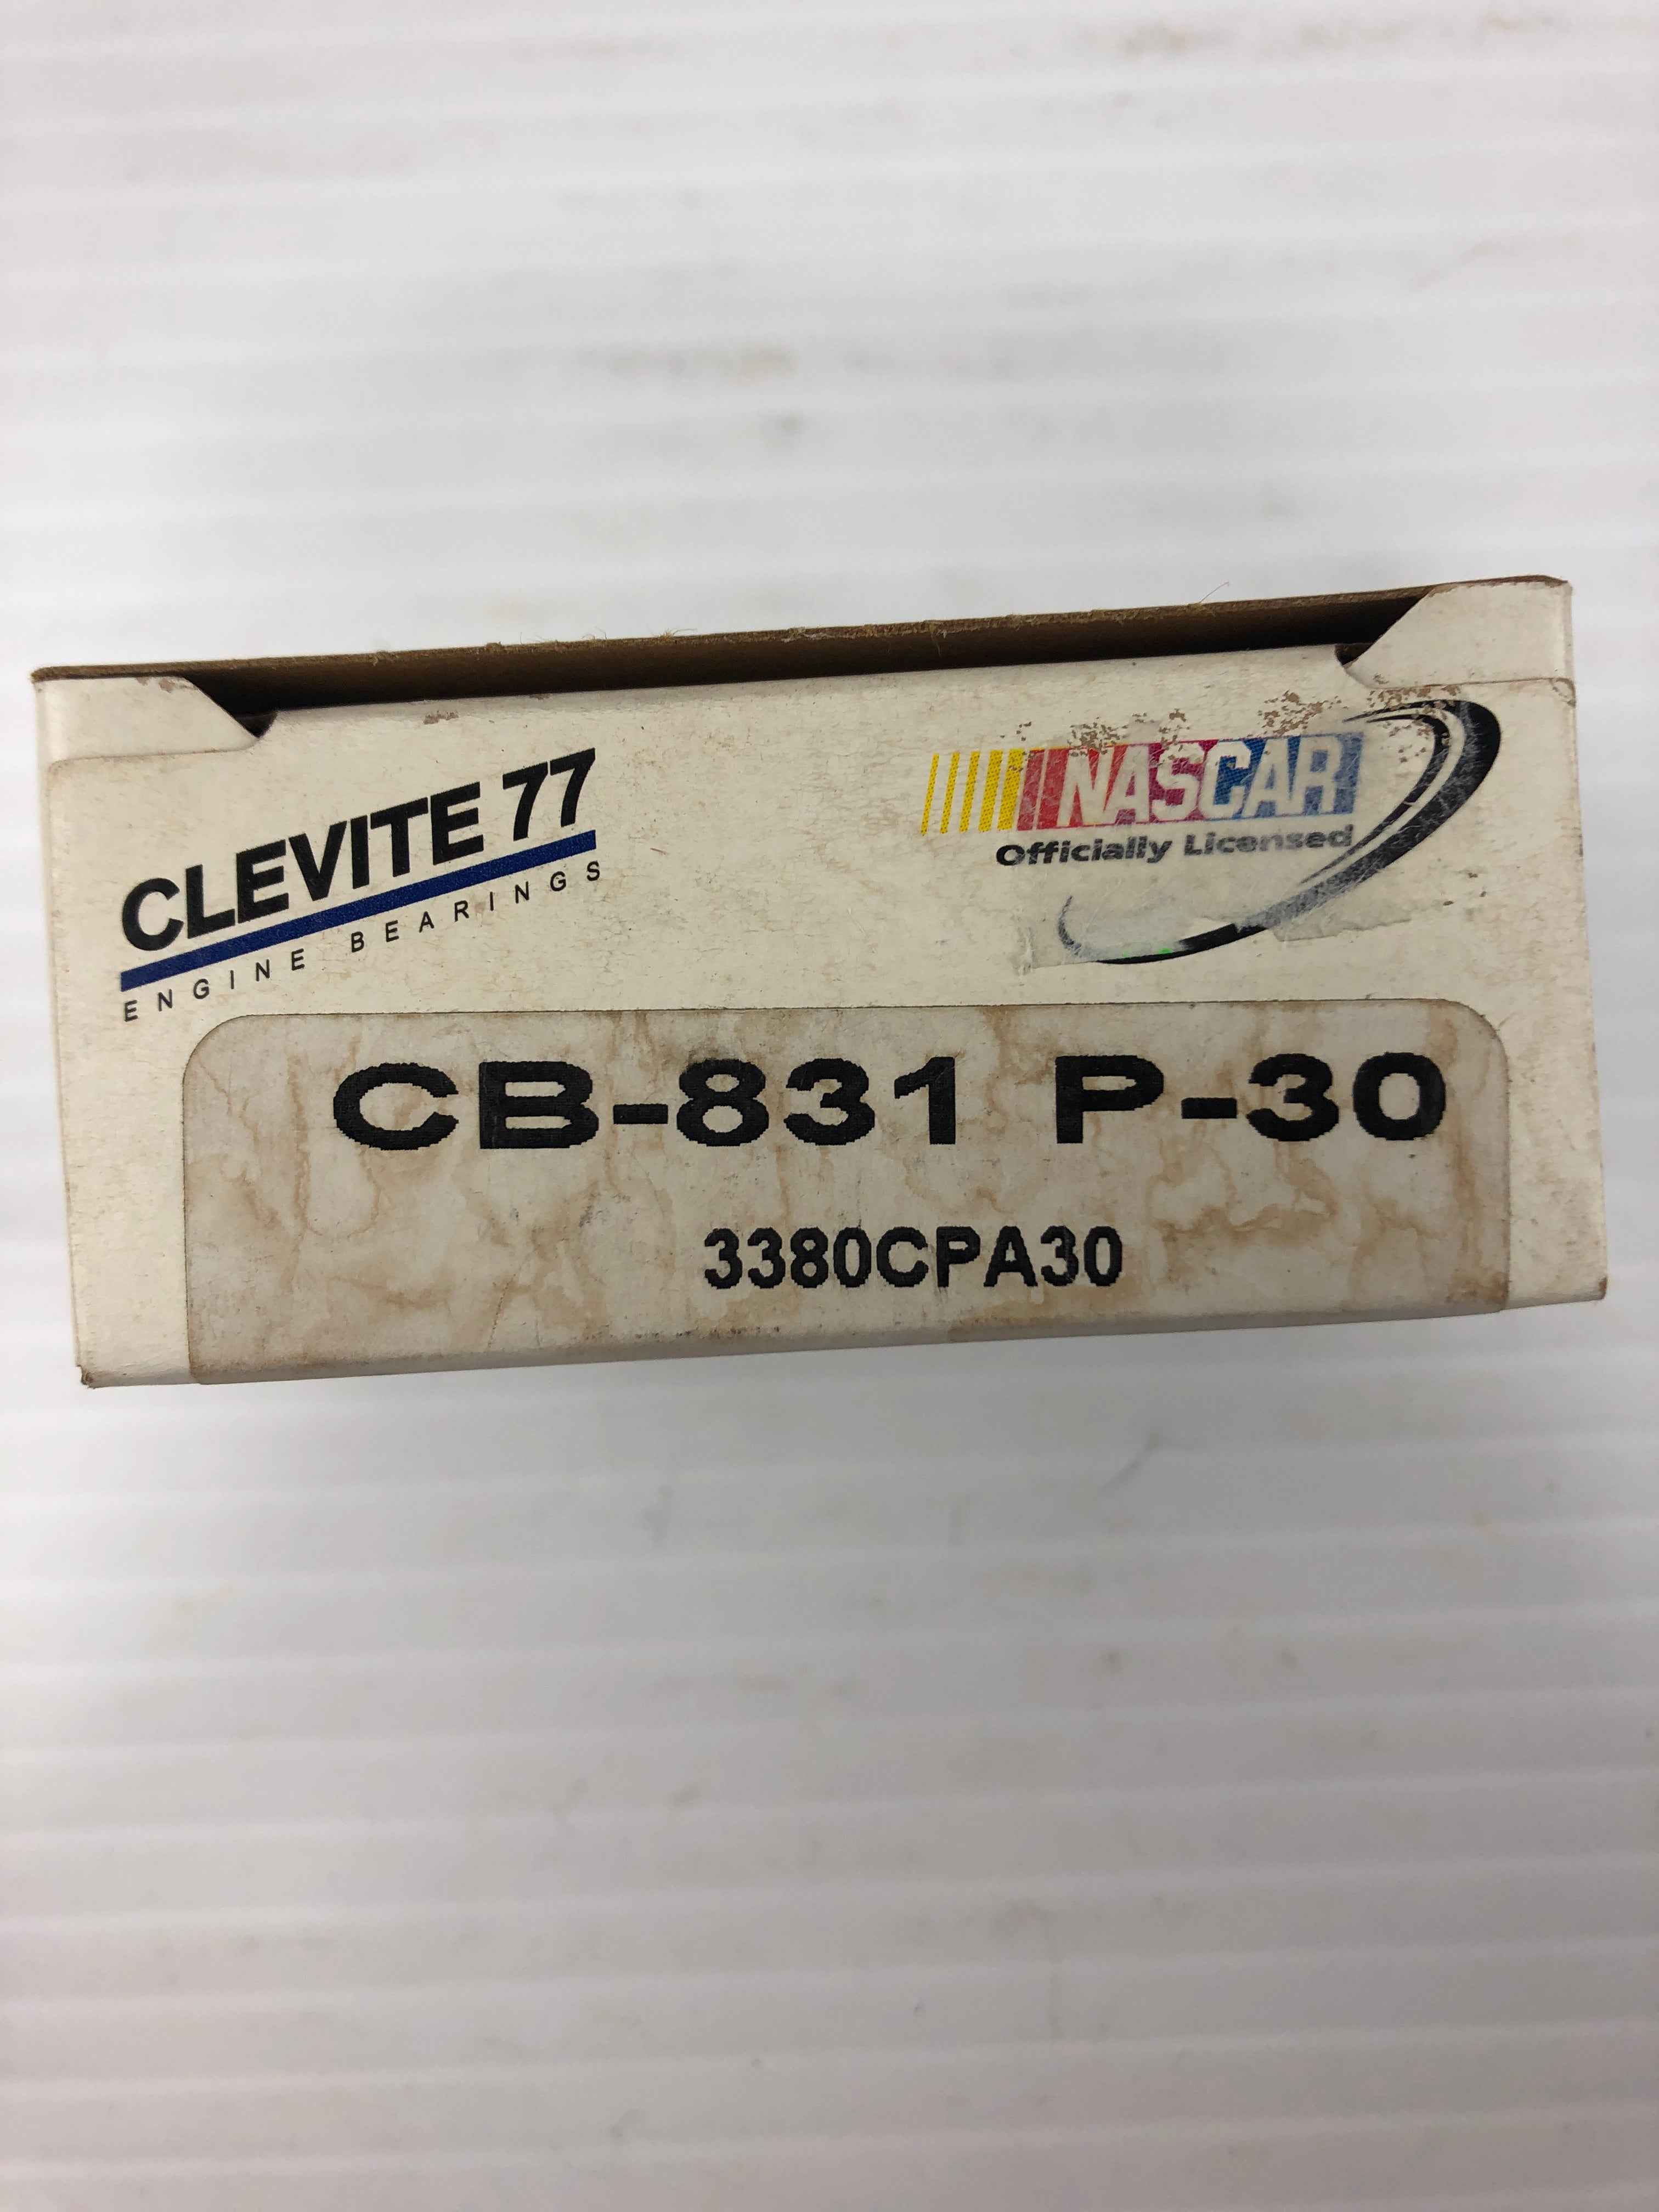 CLEVITE 77
ENGINE BEARINGS
NASCAR
Officially Licensed
CB-831 P-30
3380CPA30